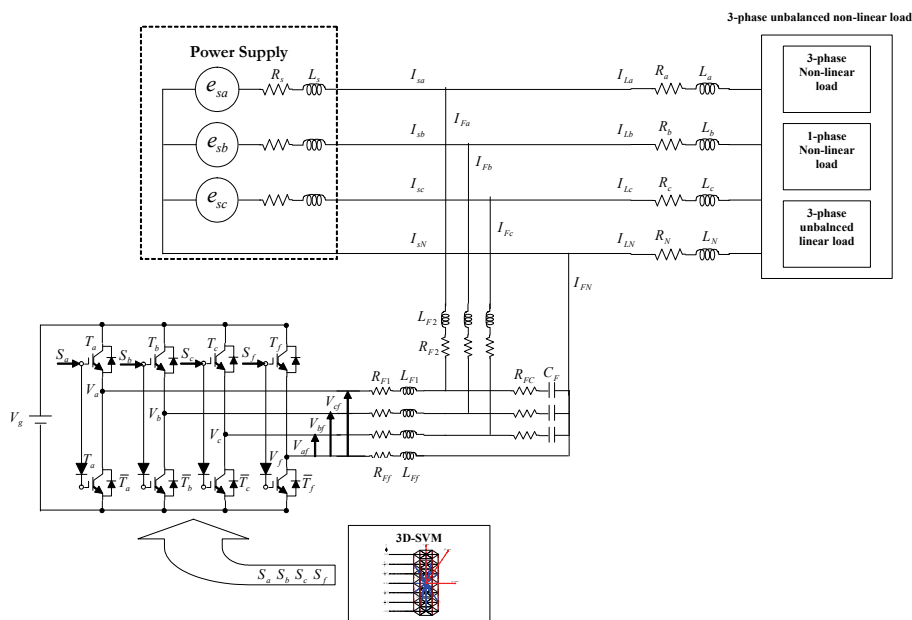 3-phase unbalanced non-linear load
Power Supply
e_sa
R_s
L_s
I_sa
I_La
R_a
L_a
3-phase
Non-linear
load
I_Fa
e_sb
I_sb
I_Lb
R_b
L_b
1-phase
Non-linear
load
I_Fb
e_sc
I_sc
I_Lc
R_c
L_c
I_Fc
3-phase
unbalnced
linear load
I_sN
I_LN
R_N
L_N
I_FN
L_F2
R_F2
S_a
T_a
S_b
T_b
S_c
T_c
S_f
T_f
R_F1
L_F1
R_FC
C_F
V_a
V_b
V_c
V_f
V_cf
V_bf
V_af
V_g
T_a
T̅_a
T̅_b
T̅_c
T̅_f
R_Ff
L_Ff
3D-SVM
S_a S_b S_c S_f